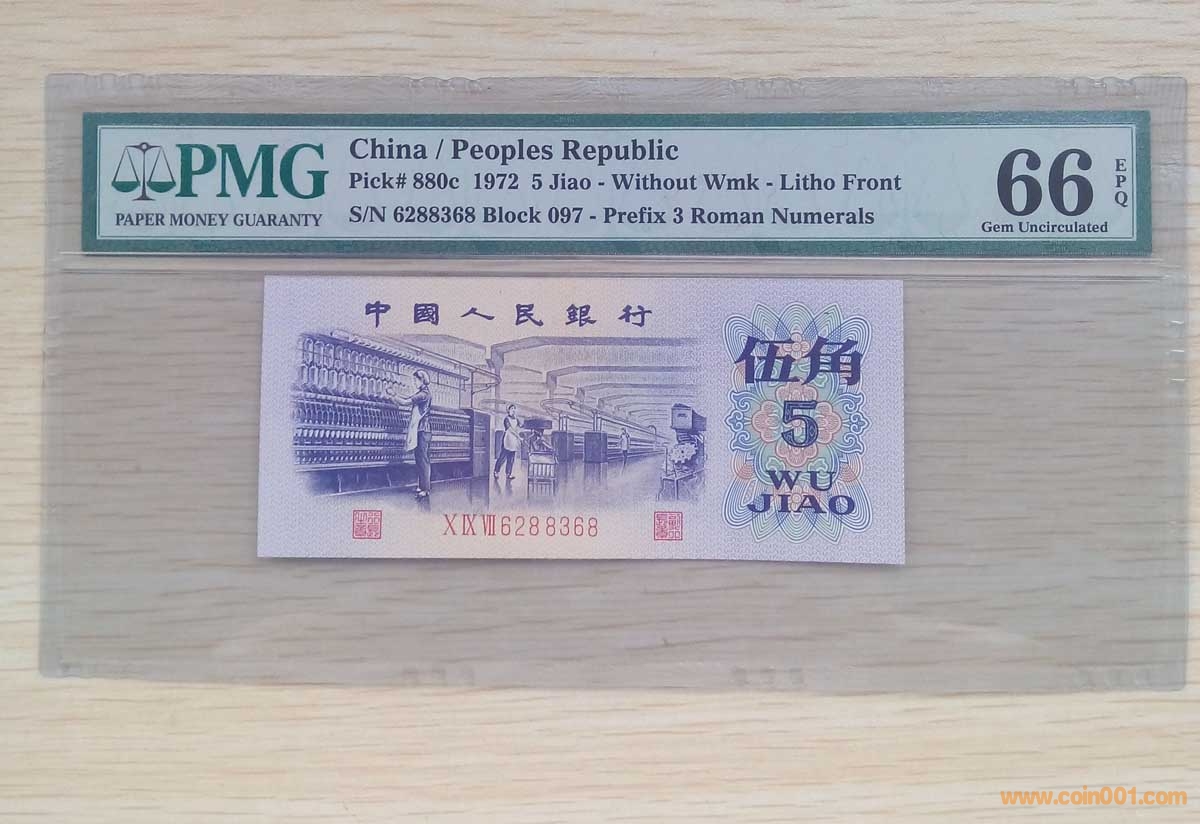 PMG
PAPER MONEY GUARANTY
China / Peoples Republic
Pick# 880c 1972 5 Jiao - Without Wmk - Litho Front
S/N 6288368 Block 097 - Prefix 3 Roman Numerals
66
EPQ
Gem Uncirculated
中國人民銀行
伍角
5
WU
JIAO
X IX VII 6288368
www.coin001.com